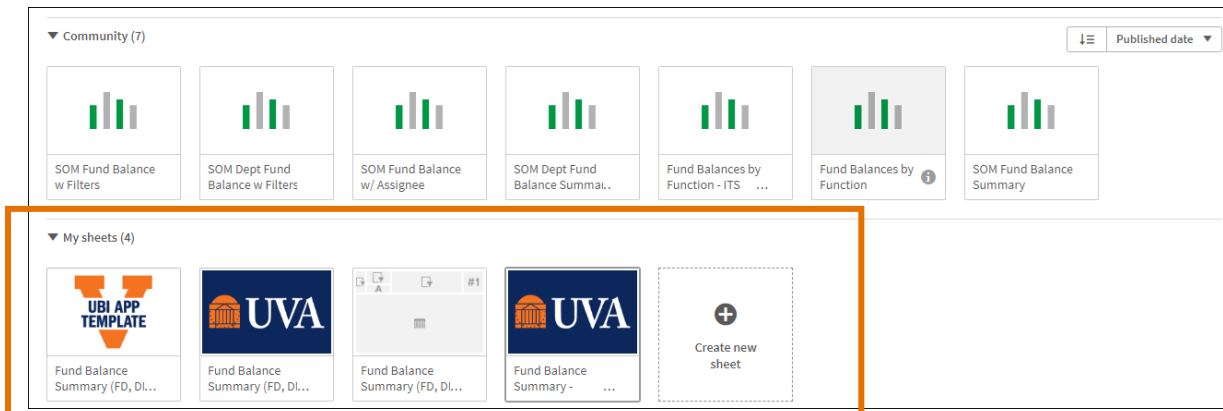 Community (7)
Published date
SOM Fund Balance
w Filters
SOM Dept Fund
Balance w Filters
SOM Fund Balance
w/ Assignee
SOM Dept Fund
Balance Summar..
Fund Balances by
Function - ITS ...
Fund Balances by
Function
SOM Fund Balance
Summary
My sheets (4)
UBI APP
TEMPLATE
Fund Balance
Summary (FD, DI...
UVA
Fund Balance
Summary (FD, DI...
A
#1
Fund Balance
Summary (FD, DI...
UVA
Fund Balance
Summary - ...
Create new
sheet